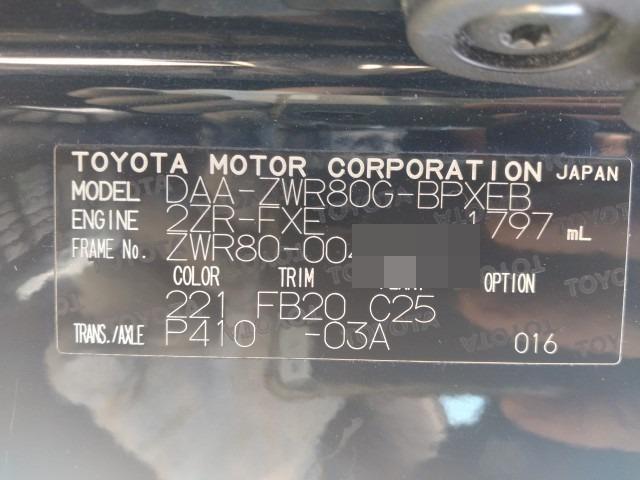 TOYOTA MOTOR CORPORATION JAPAN
MODEL DAA-ZWR80G-BPXEB
ENGINE 2ZR-FXE 1797 mL
FRAME No. ZWR80-00
COLOR TRIM PLANT OPTION
221 FB20 C25
TRANS./AXLE P410 -03A 016